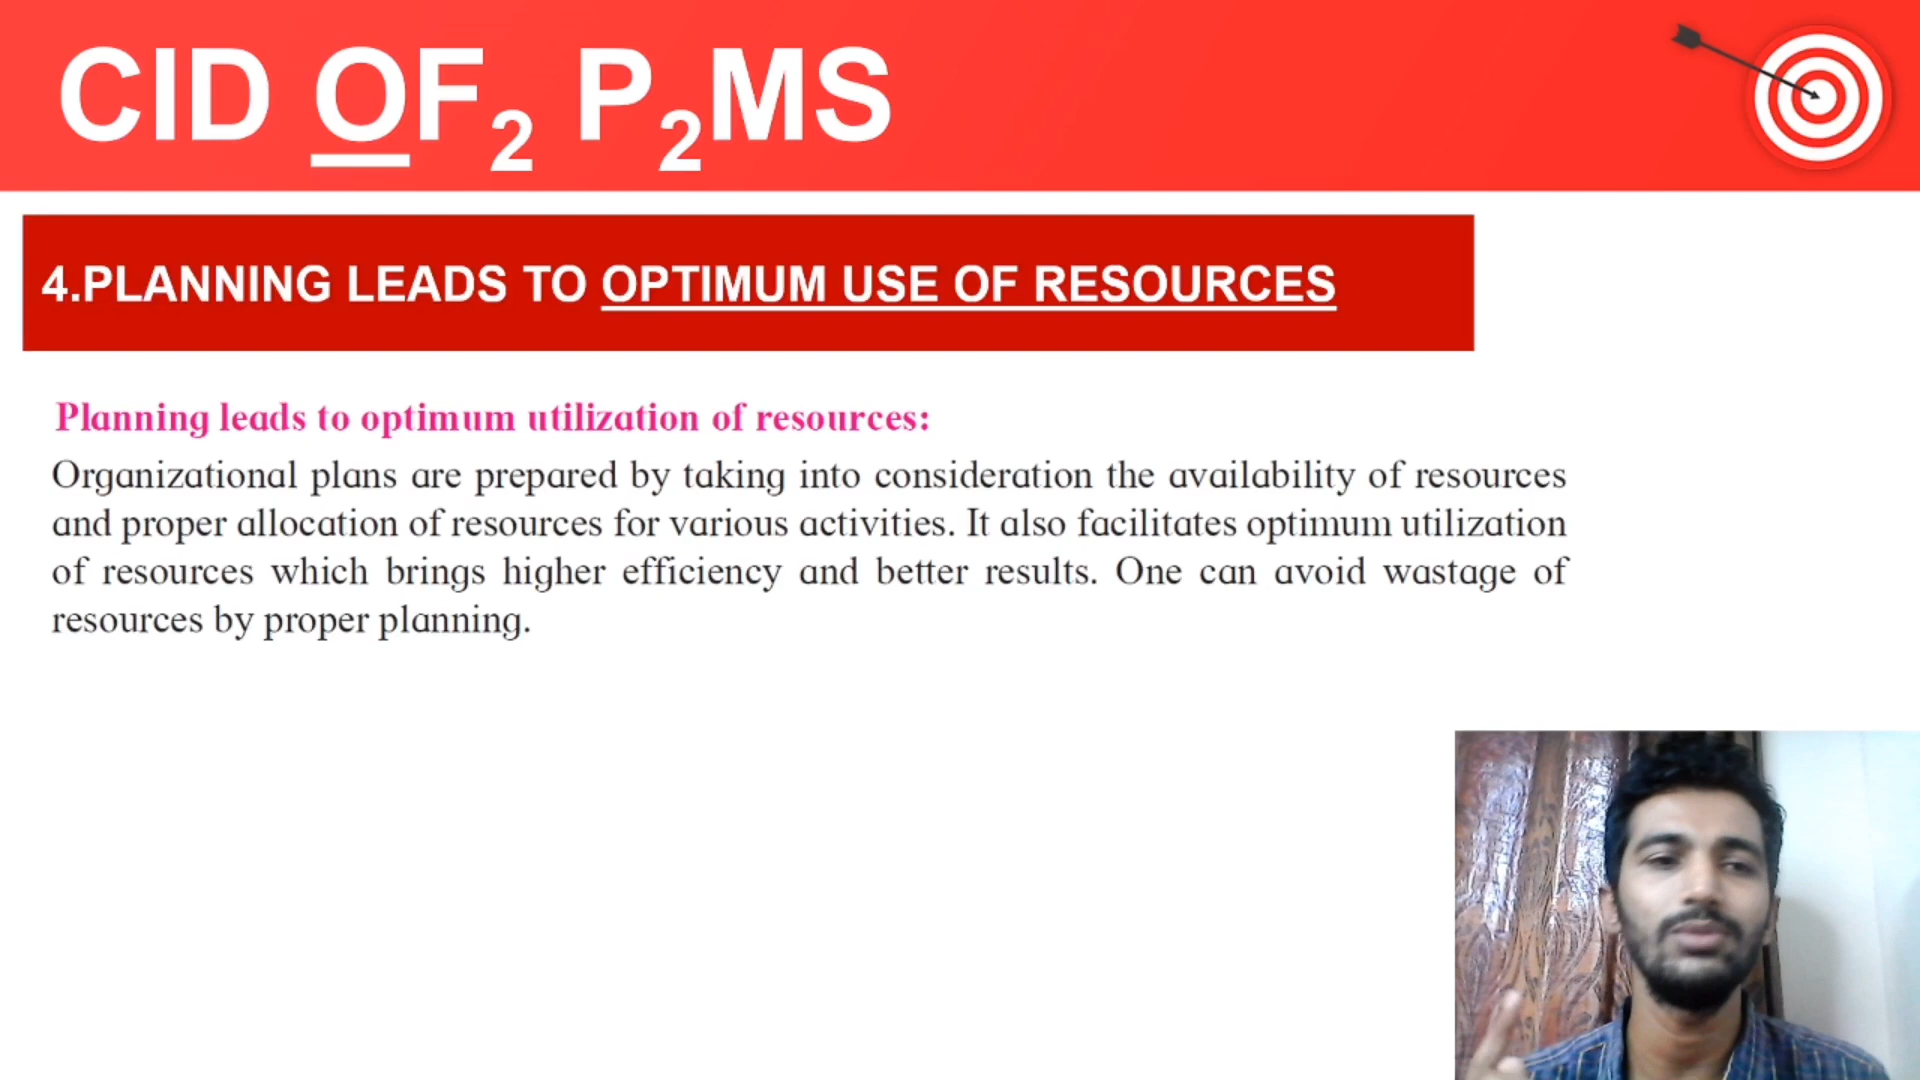 CID OF₂ P₂MS
4.PLANNING LEADS TO OPTIMUM USE OF RESOURCES
Planning leads to optimum utilization of resources:
Organizational plans are prepared by taking into consideration the availability of resources
and proper allocation of resources for various activities. It also facilitates optimum utilization
of resources which brings higher efficiency and better results. One can avoid wastage of
resources by proper planning.